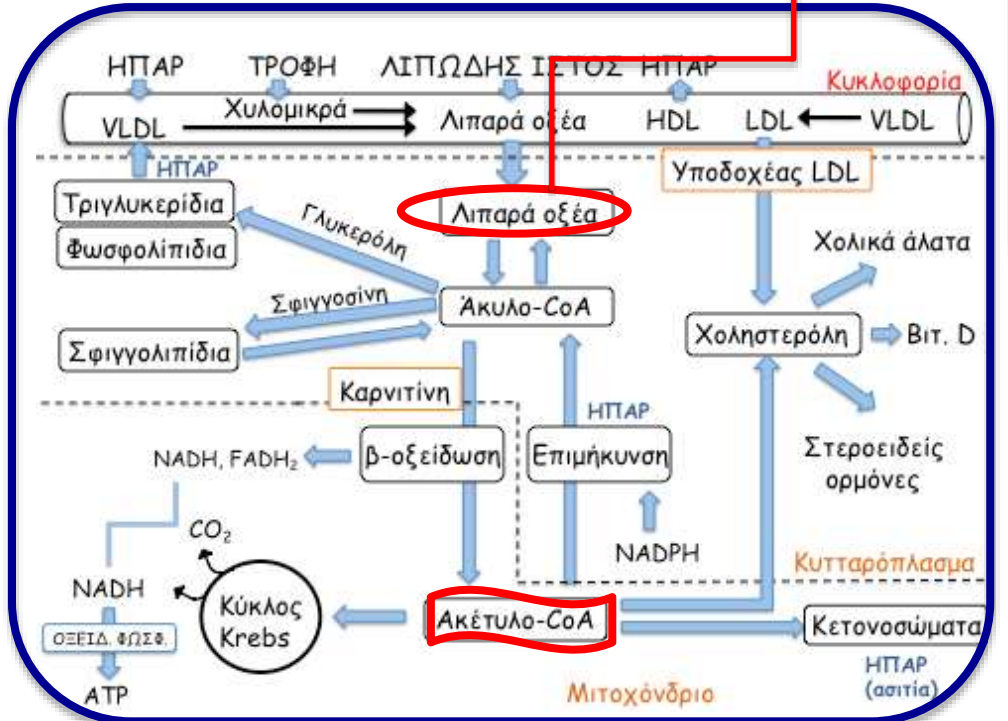 ΗΠΑΡ ΤΡΟΦΗ ΛΙΠΩΔΗΣ ΙΣΤΟΣ ΗΠΑΡ
Κυκλοφορία
Χυλομικρά
VLDL Λιπαρά οξέα HDL LDL VLDL
ΗΠΑΡ
Υποδοχέας LDL
Τριγλυκερίδια
Λιπαρά οξέα
Γλυκερόλη
Φωσφολίπιδια
Χολικά άλατα
Σφιγγοσίνη
Άκυλο-CoA
Χοληστερόλη
Βιτ. D
Σφιγγολιπίδια
Καρνιτίνη
ΗΠΑΡ
NADH, FADH₂
β-οξείδωση
Επιμήκυνση
Στεροειδείς
ορμόνες
CO₂
NADPH
Κυτταρόπλασμα
NADH
Κύκλος
Krebs
Ακέτυλο-CoA
Κετονοσώματα
ΟΞΕΙΔ. ΦΩΣΦ.
ΗΠΑΡ
(ασιτία)
ATP
Μιτοχόνδριο